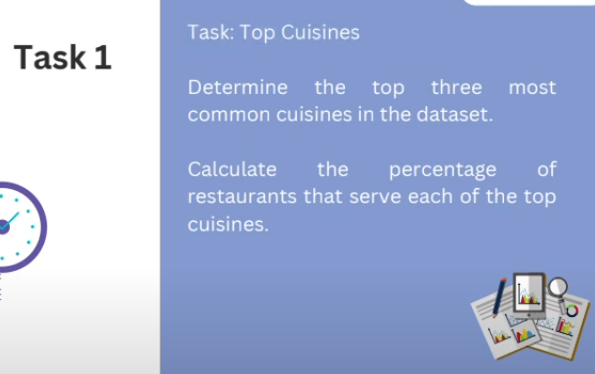 Task 1
Task: Top Cuisines
Determine the top three most
common cuisines in the dataset.
Calculate the percentage of
restaurants that serve each of the top
cuisines.